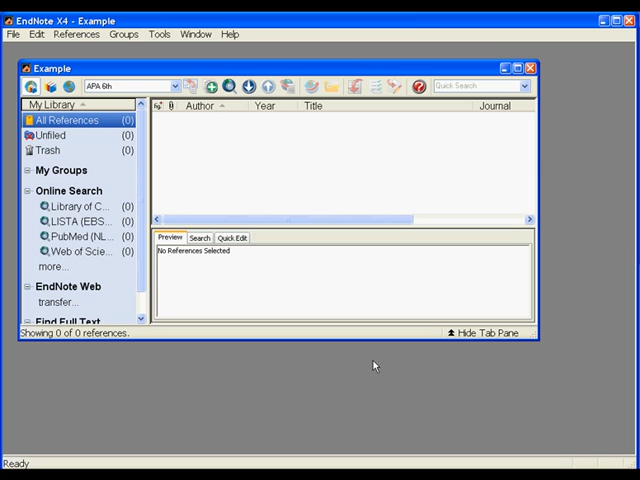 EndNote X4 - Example
File Edit References Groups Tools Window Help
Example
APA 6th
Quick Search
My Library
Author Year Title Journal
All References (0)
Unfiled (0)
Trash (0)
My Groups
Online Search
Library of C... (0)
LISTA (EBS... (0)
PubMed (NL... (0)
Web of Scie... (0)
more...
EndNote Web
transfer...
Find Full Text
Preview Search Quick Edit
No References Selected
Showing 0 of 0 references.
Hide Tab Pane
Ready